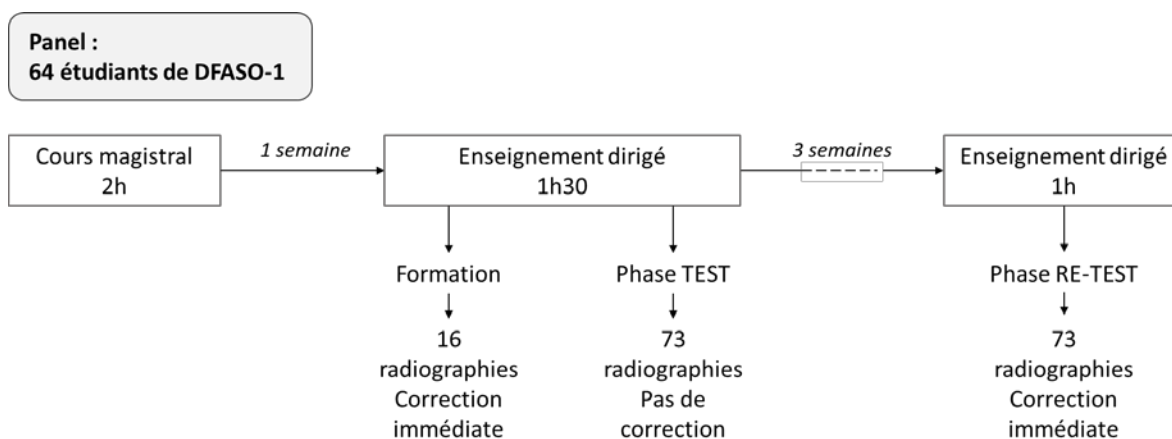 Panel :
64 étudiants de DFASO-1
Cours magistral
2h
1 semaine
Enseignement dirigé
1h30
3 semaines
Enseignement dirigé
1h
Formation
16
radiographies
Correction
immédiate
Phase TEST
73
radiographies
Pas de
correction
Phase RE-TEST
73
radiographies
Correction
immédiate